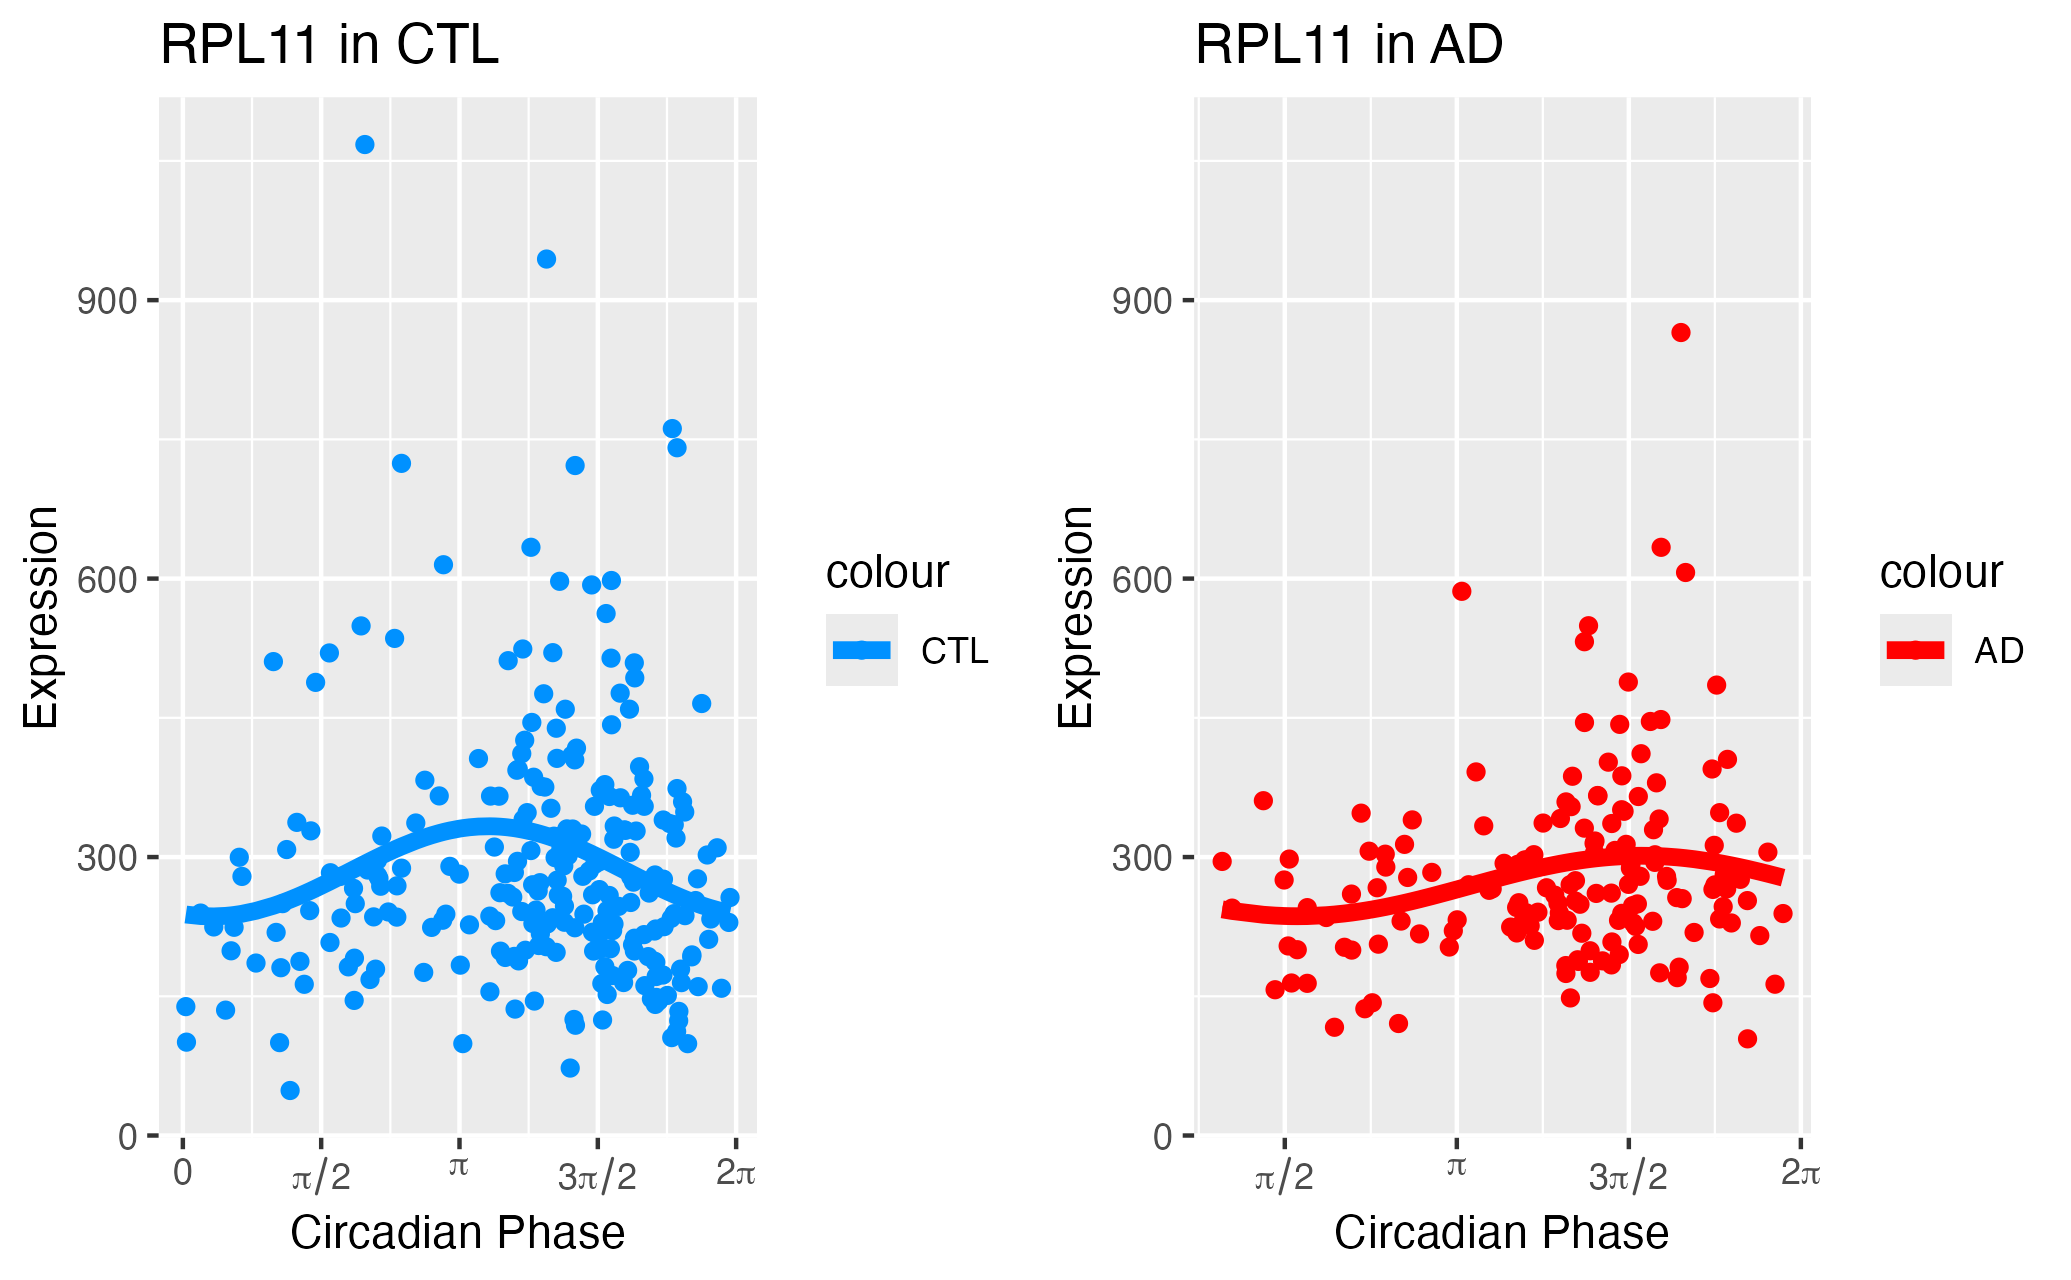 RPL11 in CTL
Expression
900
600
300
0
0 π/2 π 3π/2 2π
Circadian Phase
colour
CTL
RPL11 in AD
Expression
900
600
300
0
π/2 π 3π/2 2π
Circadian Phase
colour
AD